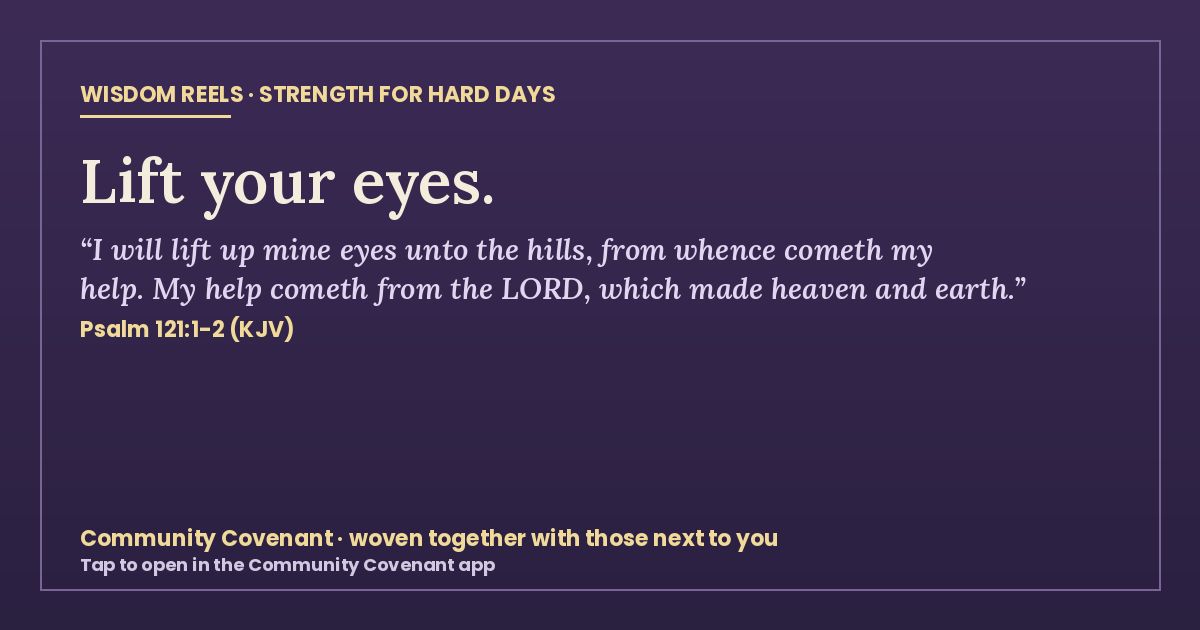 WISDOM REELS · STRENGTH FOR HARD DAYS
Lift your eyes.
“I will lift up mine eyes unto the hills, from whence cometh my
help. My help cometh from the LORD, which made heaven and earth.”
Psalm 121:1–2 (KJV)
Community Covenant · woven together with those next to you
Tap to open in the Community Covenant app